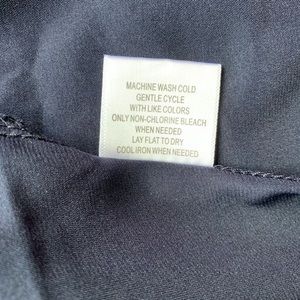 MACHINE WASH COLD
GENTLE CYCLE
WITH LIKE COLORS
ONLY NON-CHLORINE BLEACH
WHEN NEEDED
LAY FLAT TO DRY
COOL IRON WHEN NEEDED